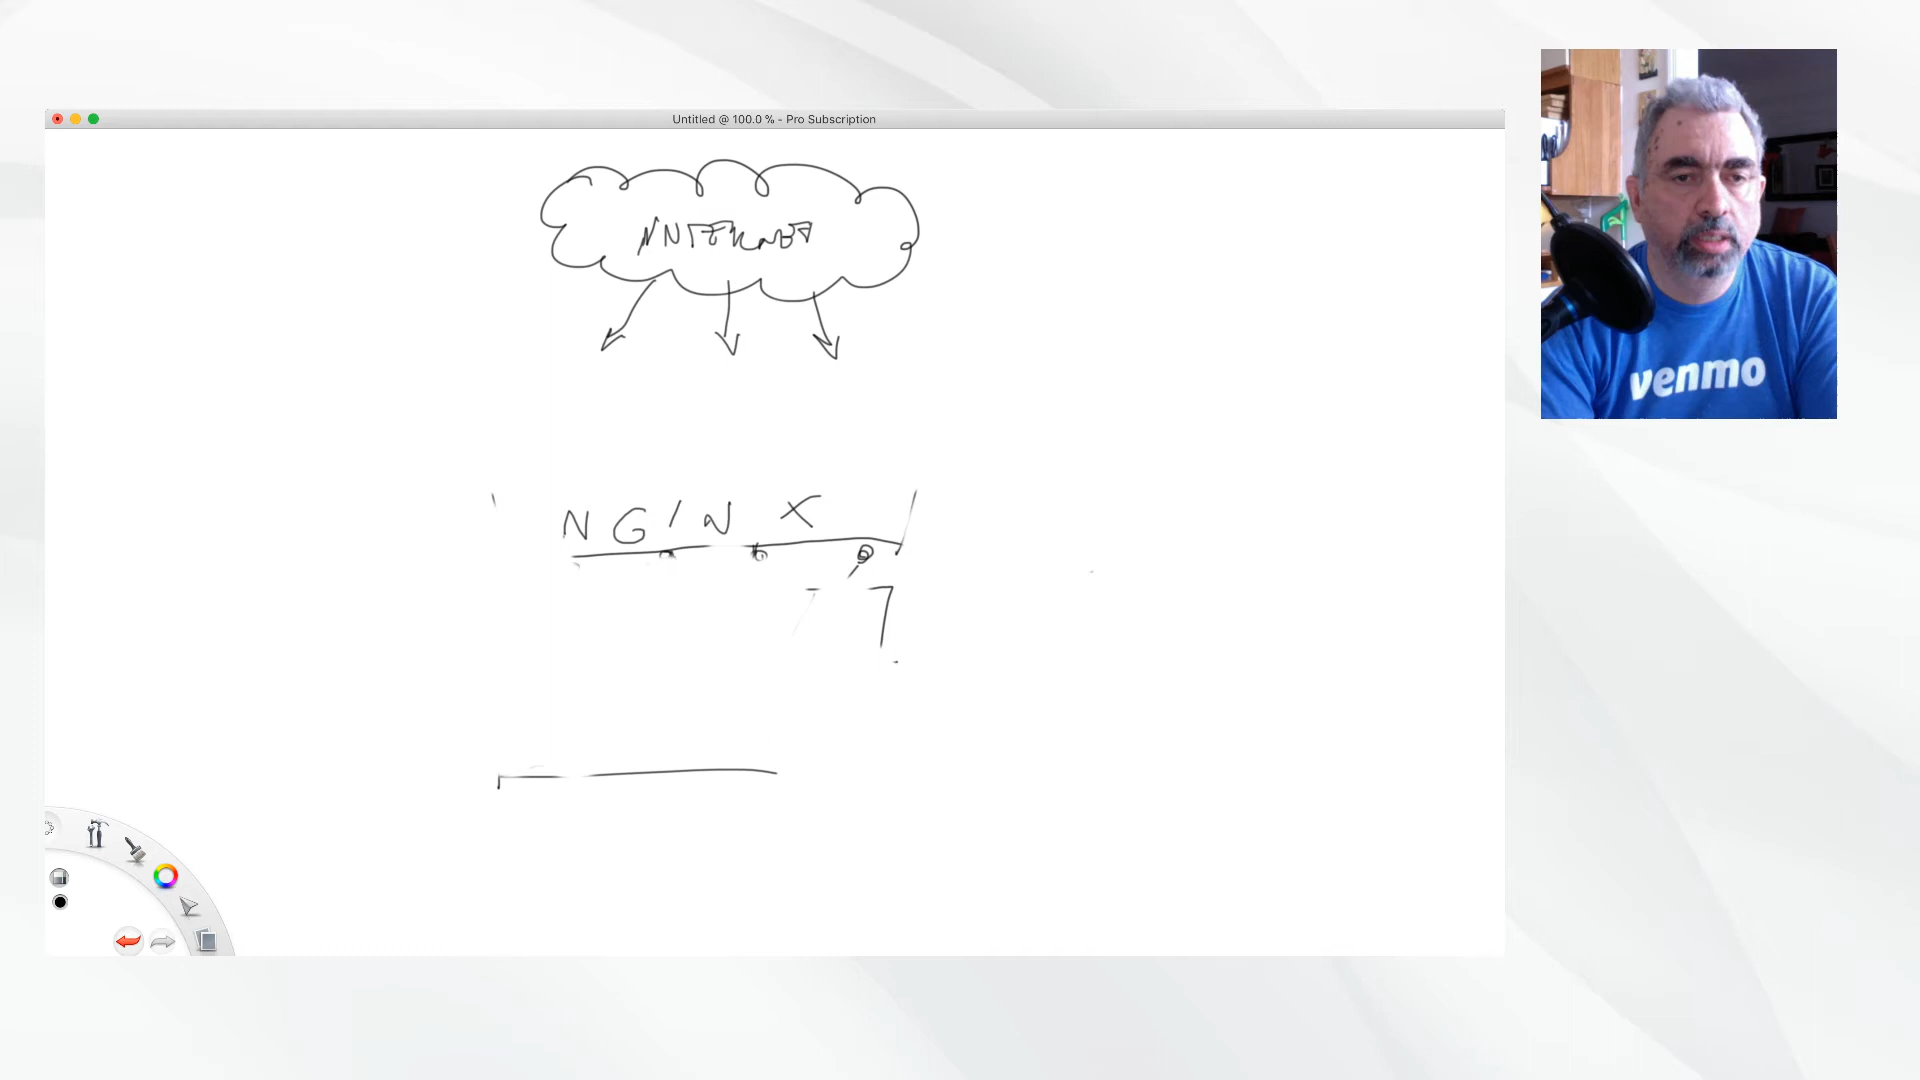 Untitled @ 100.0 % - Pro Subscription
INTERNET
venmo
NGINX